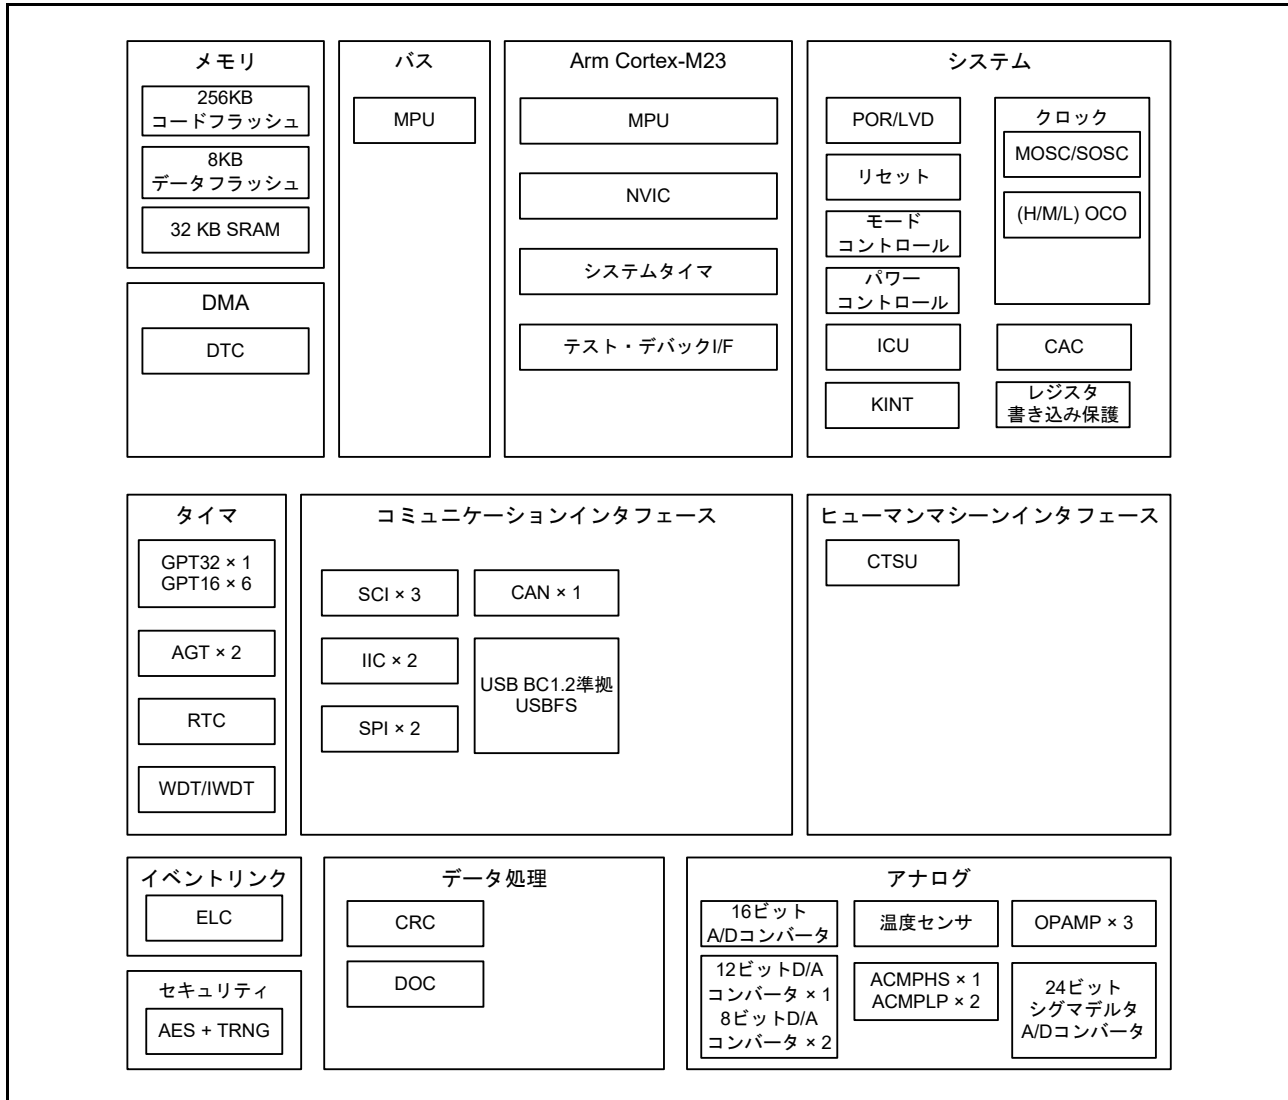 メモリ
256KB
コードフラッシュ
8KB
データフラッシュ
32 KB SRAM
DMA
DTC
バス
MPU
Arm Cortex-M23
MPU
NVIC
システムタイマ
テスト・デバックI/F
システム
POR/LVD
リセット
モード
コントロール
パワー
コントロール
ICU
KINT
クロック
MOSC/SOSC
(H/M/L) OCO
CAC
レジスタ
書き込み保護
タイマ
GPT32 × 1
GPT16 × 6
AGT × 2
RTC
WDT/IWDT
コミュニケーションインタフェース
SCI × 3
IIC × 2
SPI × 2
CAN × 1
USB BC1.2準拠
USBFS
ヒューマンマシーンインタフェース
CTSU
イベントリンク
ELC
セキュリティ
AES + TRNG
データ処理
CRC
DOC
アナログ
16ビット
A/Dコンバータ
12ビットD/A
コンバータ × 1
8ビットD/A
コンバータ × 2
温度センサ
ACMPHS × 1
ACMPLP × 2
OPAMP × 3
24ビット
シグマデルタ
A/Dコンバータ